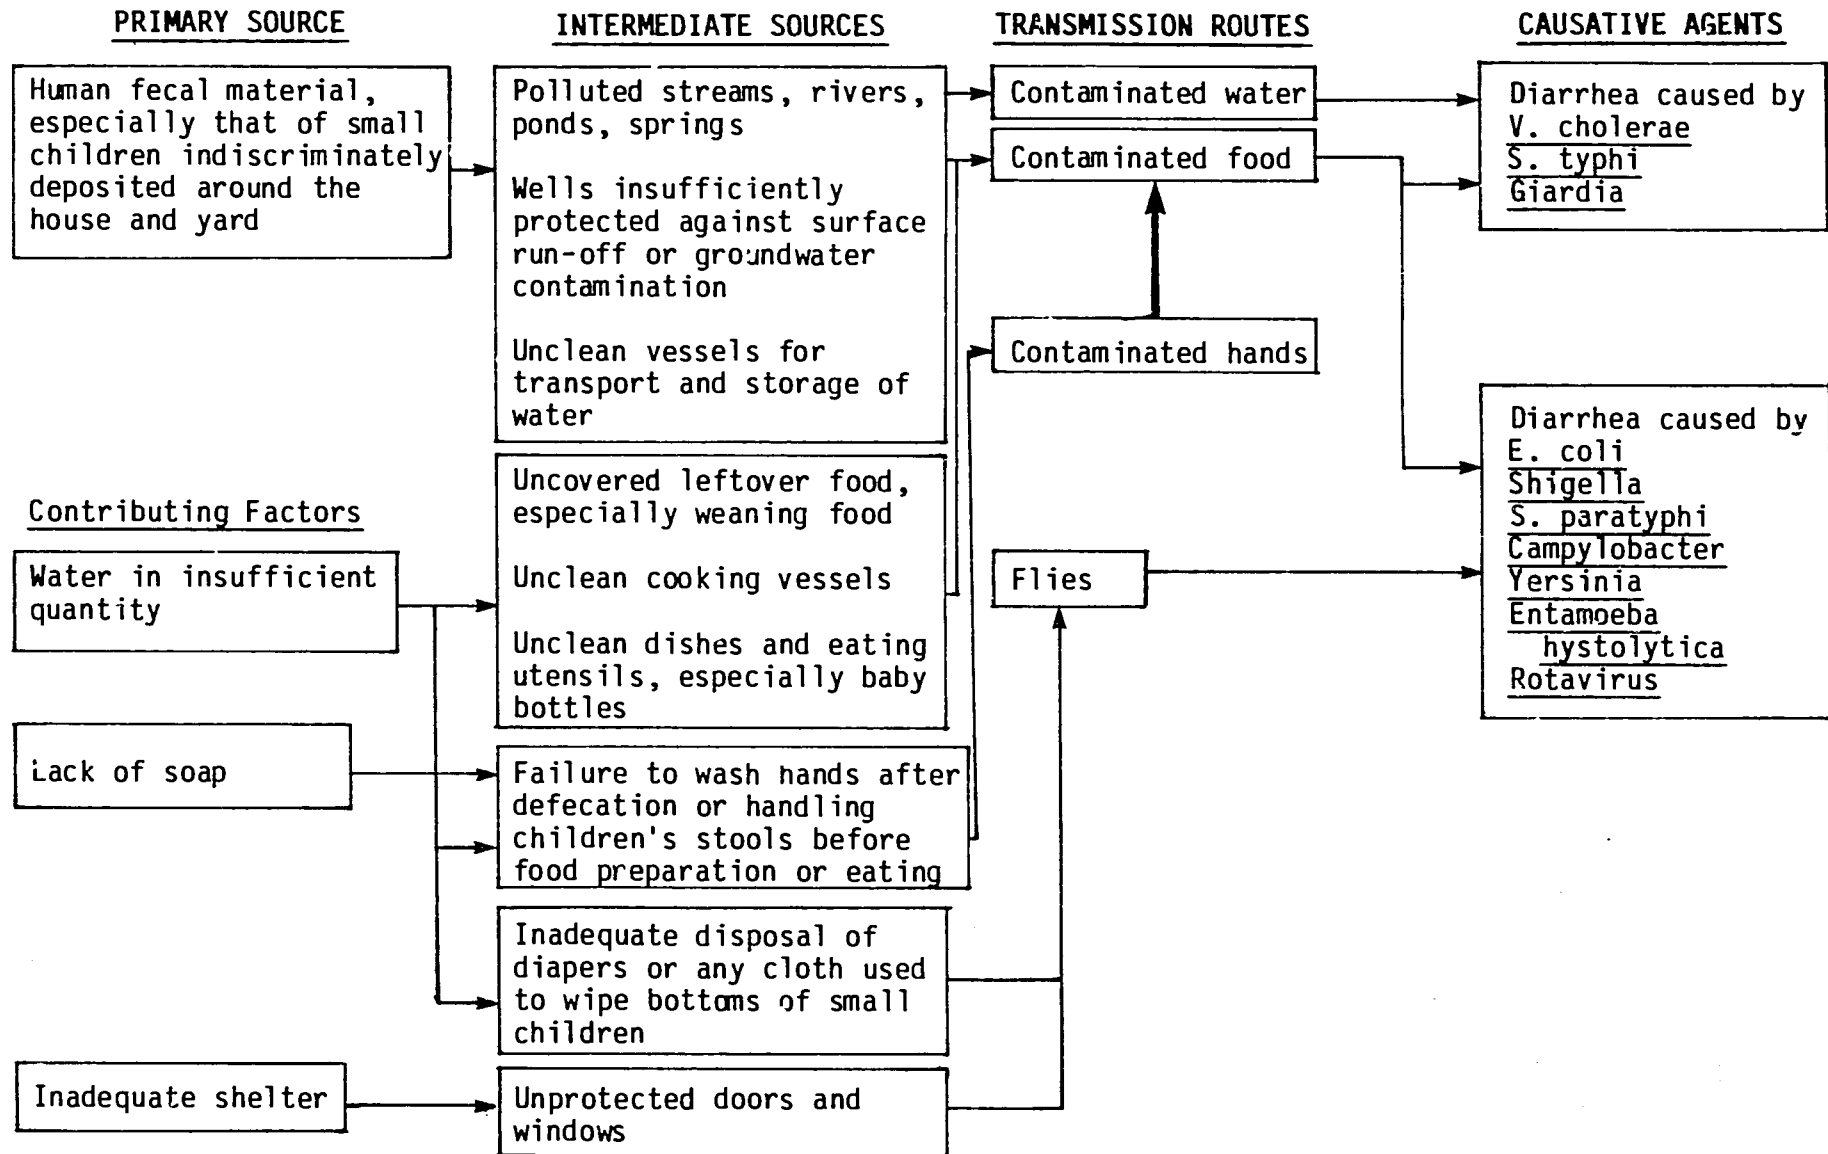 PRIMARY SOURCE
Human fecal material,
especially that of small
children indiscriminately
deposited around the
house and yard
Contributing Factors
Water in insufficient
quantity
Lack of soap
Inadequate shelter
INTERMEDIATE SOURCES
Polluted streams, rivers,
ponds, springs
Wells insufficiently
protected against surface
run-off or groundwater
contamination
Unclean vessels for
transport and storage of
water
Uncovered leftover food,
especially weaning food
Unclean cooking vessels
Unclean dishes and eating
utensils, especially baby
bottles
Failure to wash hands after
defecation or handling
children's stools before
food preparation or eating
Inadequate disposal of
diapers or any cloth used
to wipe bottoms of small
children
Unprotected doors and
windows
TRANSMISSION ROUTES
Contaminated water
Contaminated food
Contaminated hands
Flies
CAUSATIVE AGENTS
Diarrhea caused by
V. cholerae
S. typhi
Giardia
Diarrhea caused by
E. coli
Shigella
S. paratyphi
Campylobacter
Yersinia
Entamoeba
hystolytica
Rotavirus